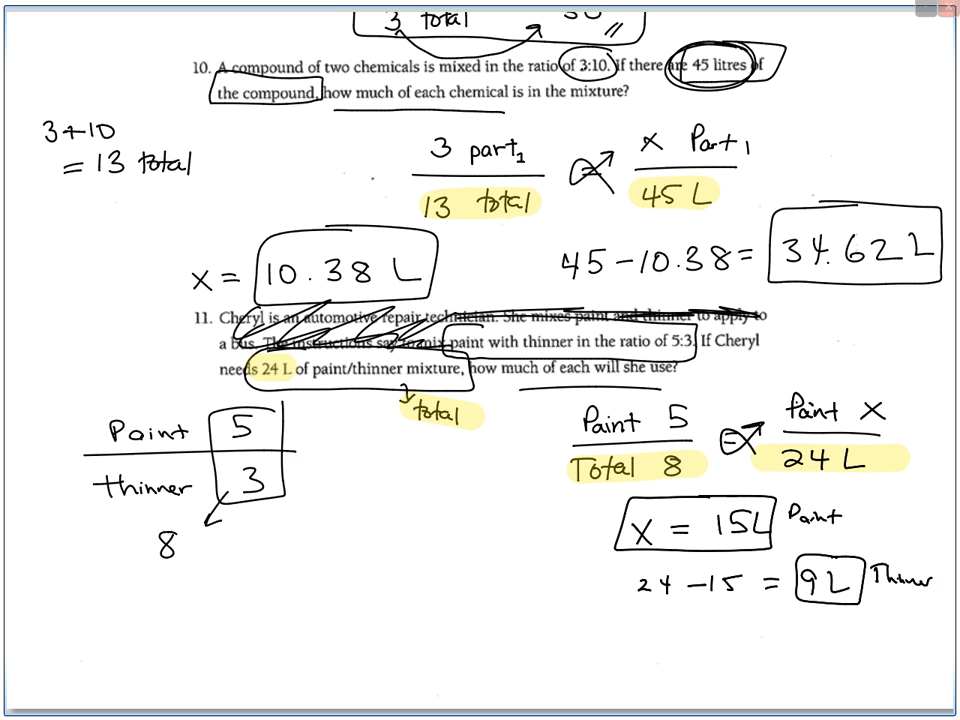 3 total 50 //
10. A compound of two chemicals is mixed in the ratio of 3:10. If there are 45 litres of
the compound, how much of each chemical is in the mixture?
3+10
= 13 total
3 part1 = x Part1
13 total 45 L
x = 10.38 L 45 - 10.38 = 34.62 L
11. Cheryl is an automotive repair technician. She mixes paint and thinner to apply to
a bus. The instructions say to mix paint with thinner in the ratio of 5:3. If Cheryl
needs 24 L of paint/thinner mixture, how much of each will she use?
total
Paint 5
Thinner 3
8
Paint 5 = Paint X
Total 8 24 L
X = 15L Paint
24 - 15 = 9L Thinner